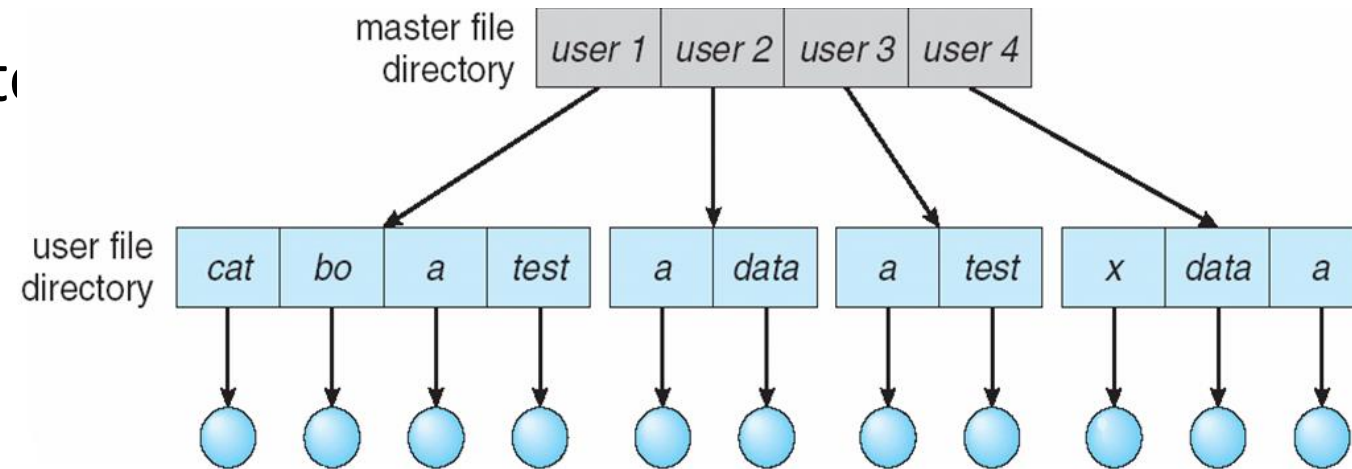 master file
directory
user 1 user 2 user 3 user 4
user file
directory
cat bo a test a data a test x data a